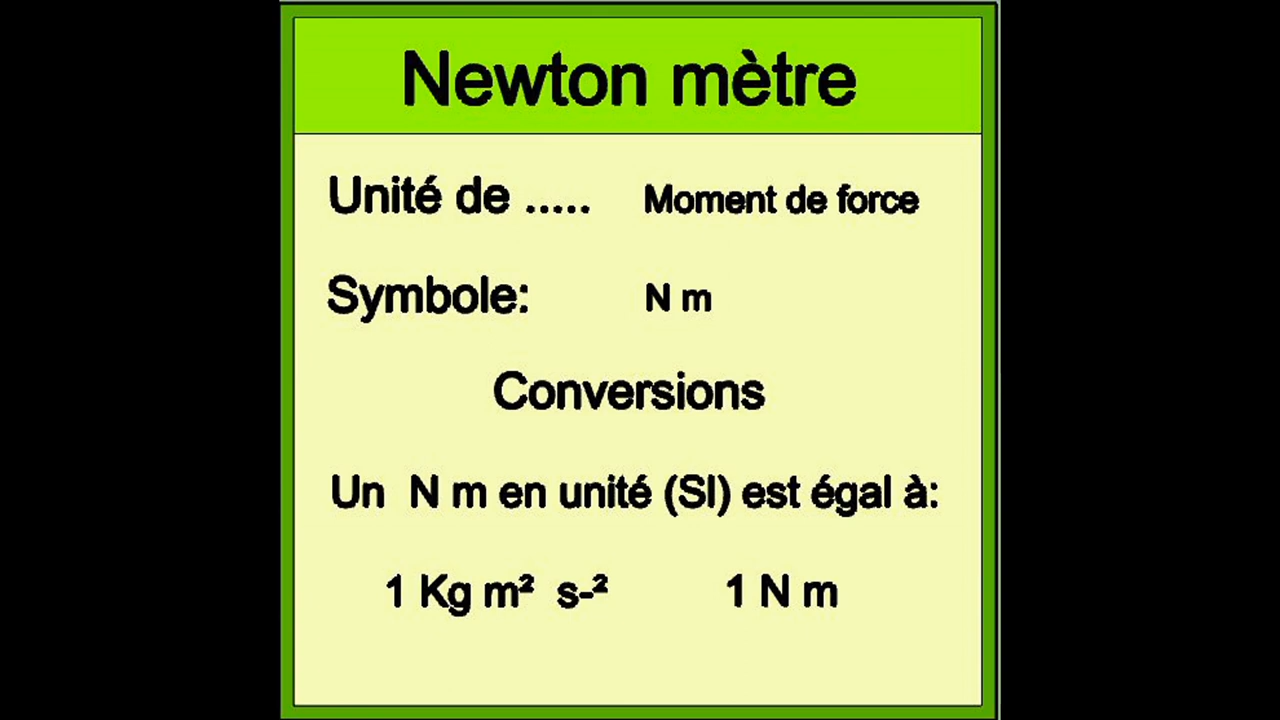 Newton mètre
Unité de ..... Moment de force
Symbole: N m
Conversions
Un N m en unité (SI) est égal à:
1 Kg m² s-² 1 N m